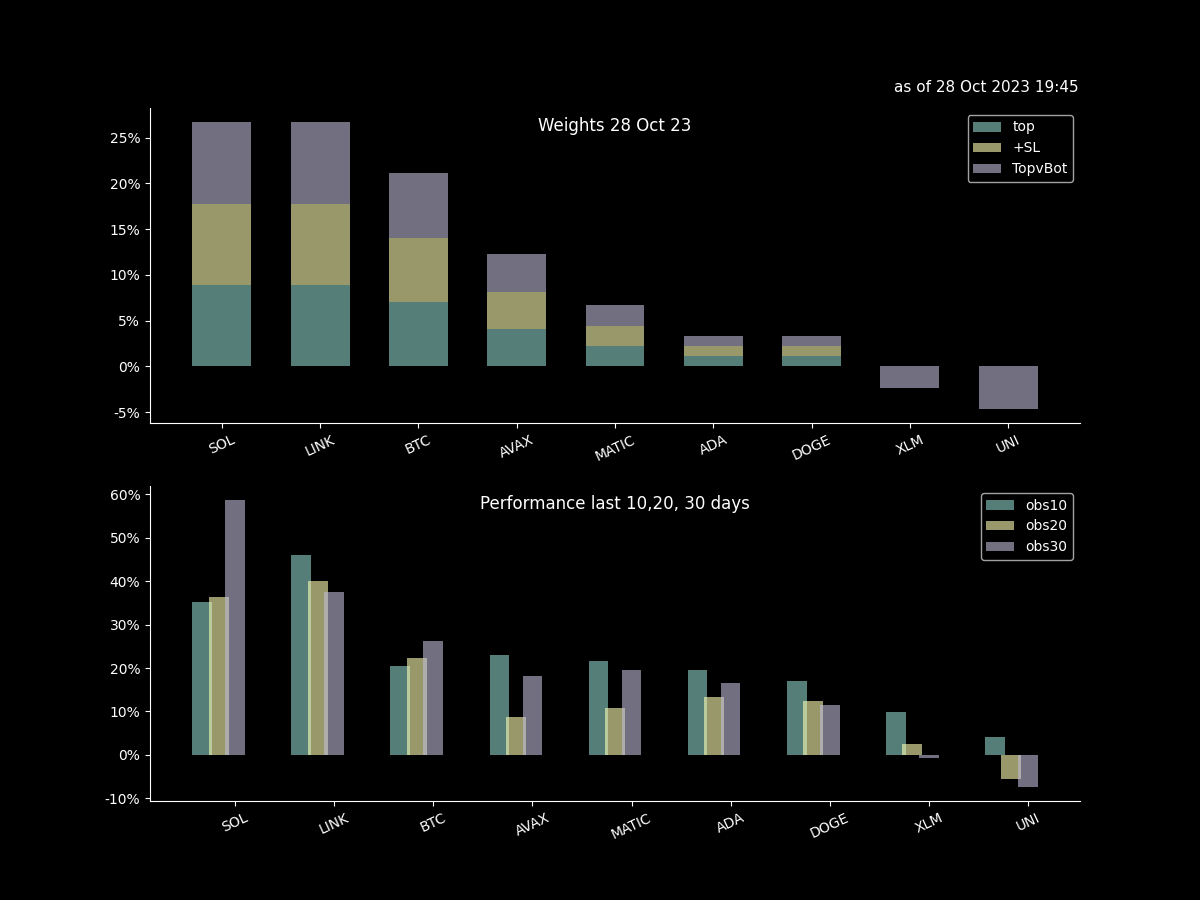 as of 28 Oct 2023 19:45
Weights 28 Oct 23
top
+SL
TopvBot
25%
20%
15%
10%
5%
0%
-5%
SOL LINK BTC AVAX MATIC ADA DOGE XLM UNI
Performance last 10,20, 30 days
obs10
obs20
obs30
60%
50%
40%
30%
20%
10%
0%
-10%
SOL LINK BTC AVAX MATIC ADA DOGE XLM UNI